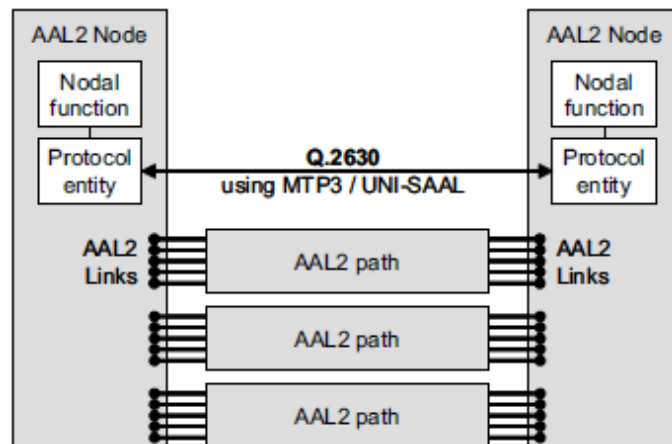 AAL2 Node
AAL2 Node
Nodal
function
Nodal
function
Protocol
entity
Q.2630
using MTP3 / UNI-SAAL
Protocol
entity
AAL2
Links
AAL2 path
AAL2
Links
AAL2 path
AAL2 path